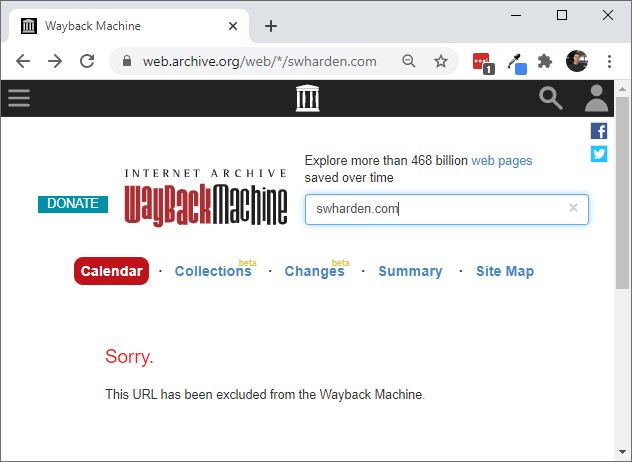 Wayback Machine
web.archive.org/web/*/swharden.com
1
Explore more than 468 billion web pages
saved over time
INTERNET ARCHIVE
WayBackMachine
DONATE
swharden.com
Calendar · Collections beta · Changes beta · Summary · Site Map
Sorry.
This URL has been excluded from the Wayback Machine.